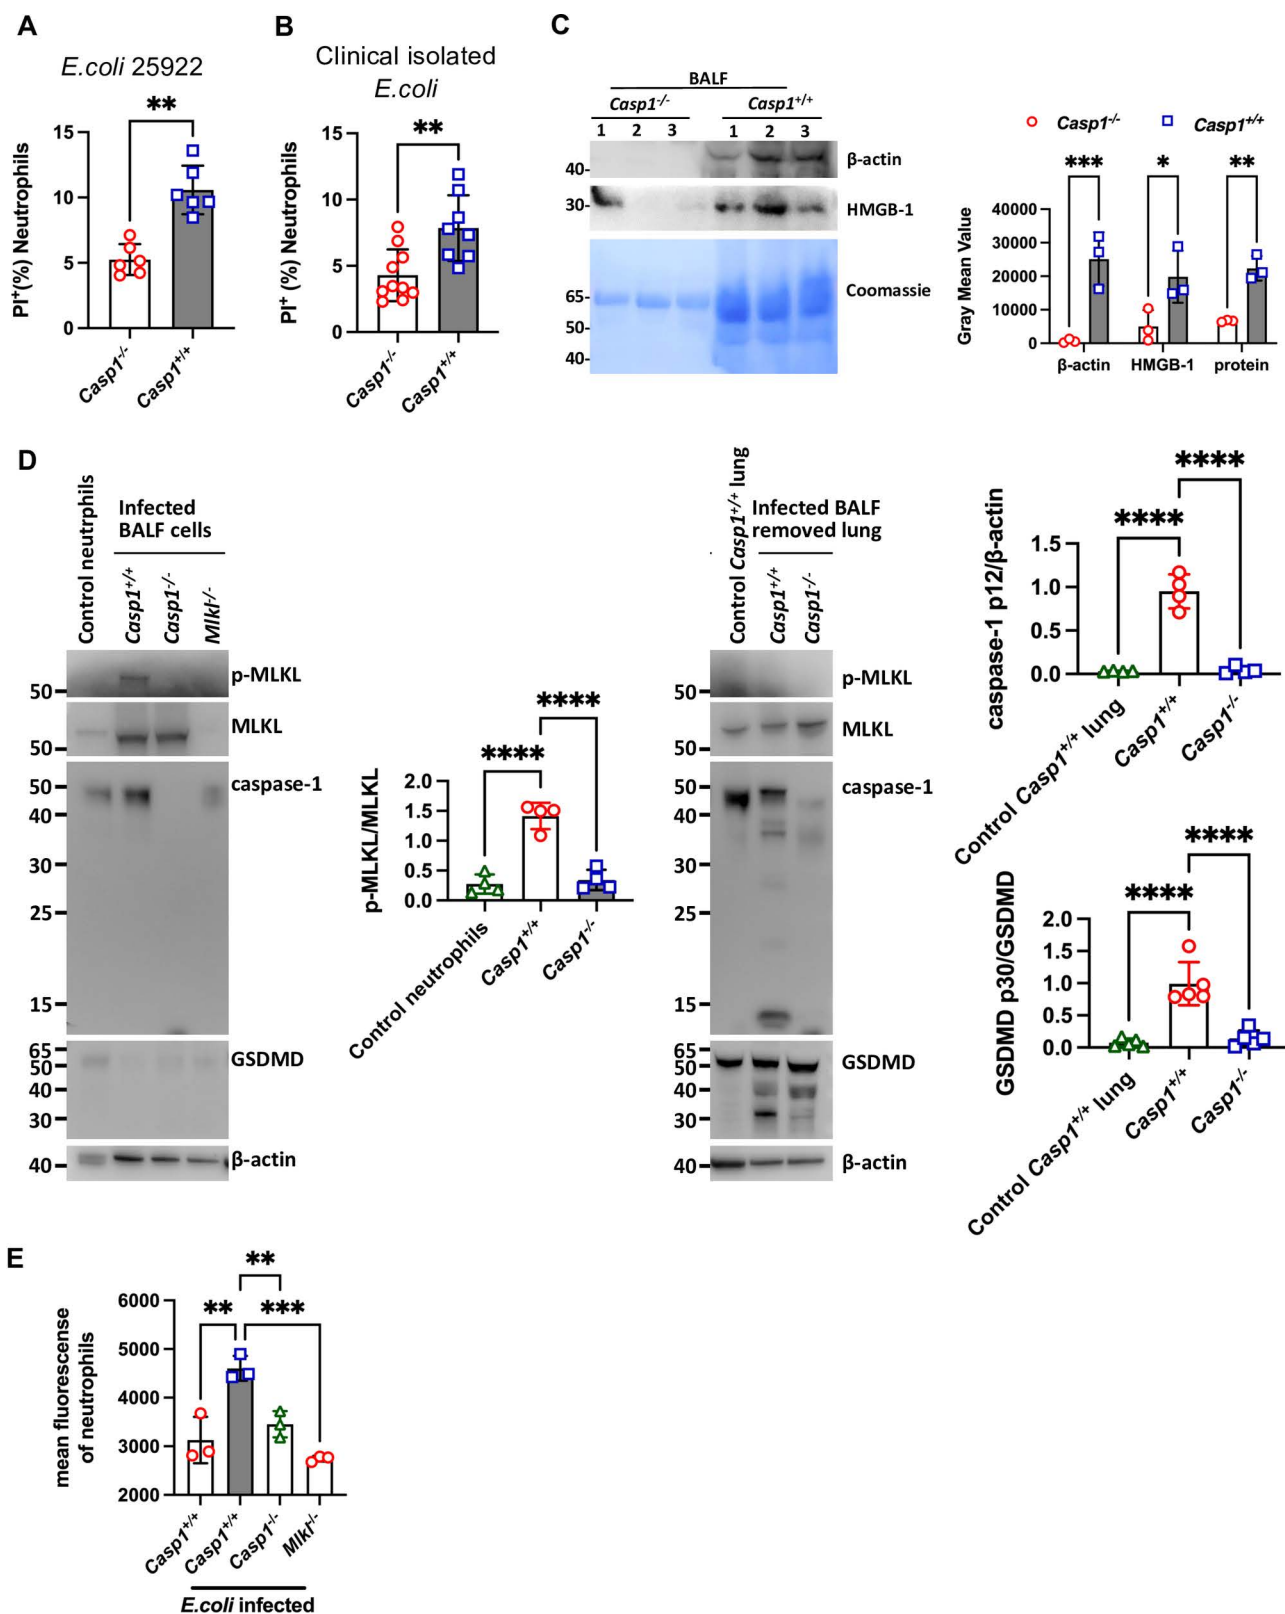 A
E.coli 25922
**
PI+(%) Neutrophils
15
10
5
0
Casp1-/-
Casp1+/+
B
Clinical isolated
E.coli
**
PI+ (%) Neutrophils
15
10
5
0
Casp1-/-
Casp1+/+
C
BALF
Casp1-/-
Casp1+/+
1 2 3 1 2 3
40-
β-actin
30-
HMGB-1
65-
50-
40-
Coomassie
Casp1-/-
Casp1+/+
*** * **
Gray Mean Value
40000
30000
20000
10000
0
β-actin HMGB-1 protein
D
Control neutrphils
Infected
BALF cells
Casp1+/+
Casp1-/-
Mlkl-/-
p-MLKL
50
MLKL
50
caspase-1
50
40
30
25
15
65
50
40
30
GSDMD
40
β-actin
****
****
p-MLKL/MLKL
2.0
1.5
1.0
0.5
0.0
Control neutrophils
Casp1+/+
Casp1-/-
Control Casp1+/+ lung
Infected BALF
removed lung
Casp1+/+
Casp1-/-
p-MLKL
50
MLKL
50
caspase-1
50
40
30
25
15
65
50
40
30
GSDMD
40
β-actin
****
****
caspase-1 p12/β-actin
1.5
1.0
0.5
0.0
Control Casp1+/+ lung
Casp1+/+
Casp1-/-
****
****
GSDMD p30/GSDMD
2.0
1.5
1.0
0.5
0.0
Control Casp1+/+ lung
Casp1+/+
Casp1-/-
E
**
** ***
mean fluorescense
of neutrophils
6000
5000
4000
3000
2000
Casp1+/+
Casp1+/+
Casp1-/-
Mlkl-/-
E.coli infected